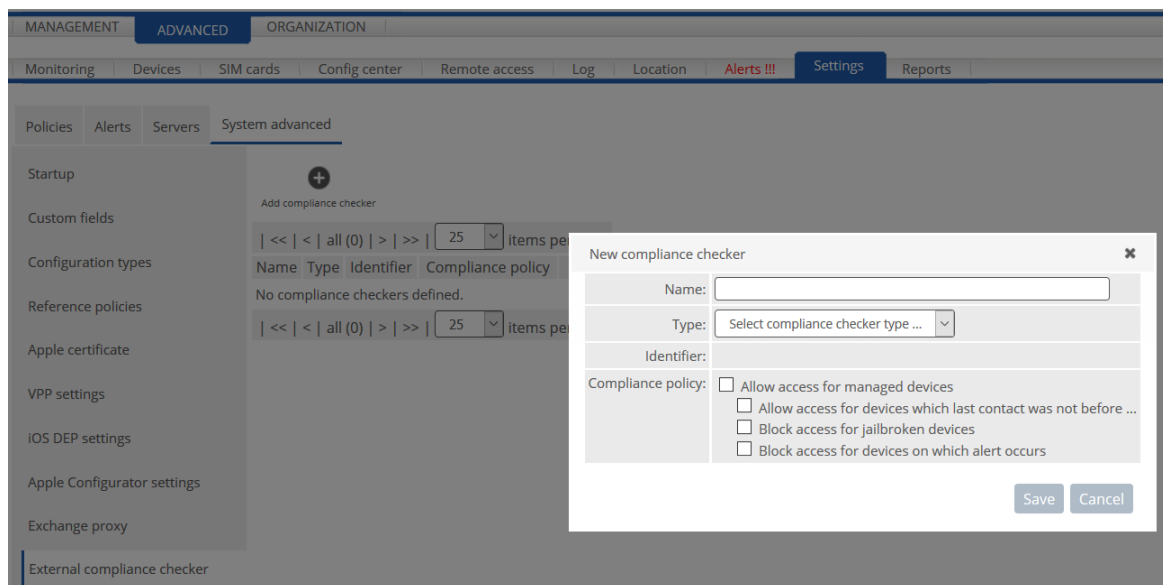 MANAGEMENT ADVANCED ORGANIZATION
Monitoring Devices SIM cards Config center Remote access Log Location Alerts !!! Settings Reports
Policies Alerts Servers System advanced
Startup
Custom fields
Configuration types
Reference policies
Apple certificate
VPP settings
iOS DEP settings
Apple Configurator settings
Exchange proxy
External compliance checker
Add compliance checker
| << | < | all (0) | > | >> | 25 items pe
Name Type Identifier Compliance policy
No compliance checkers defined.
| << | < | all (0) | > | >> | 25 items pe
New compliance checker
Name:
Type: Select compliance checker type ...
Identifier:
Compliance policy: Allow access for managed devices
Allow access for devices which last contact was not before ...
Block access for jailbroken devices
Block access for devices on which alert occurs
Save Cancel